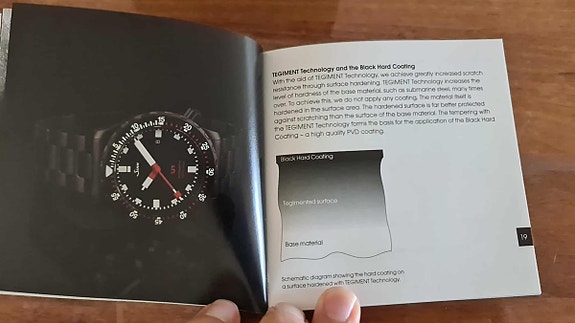 Sinn
TEGIMENT Technology and the Black Hard Coating
With the aid of TEGIMENT Technology, we achieve greatly increased scratch
resistance through surface hardening. TEGIMENT Technology increases the
level of hardness of the base material, such as submarine steel, many times
over. To achieve this, we do not apply any coating. The material itself is
hardened in the surface area. The hardened surface is far better protected
against scratching than the surface of the base material. The tempering with
the TEGIMENT Technology forms the basis for the application of the Black Hard
Coating – a high quality PVD coating.
Black Hard Coating
Tegimented surface
Base material
19
Schematic diagram showing the hard coating on
a surface hardened with TEGIMENT Technology.